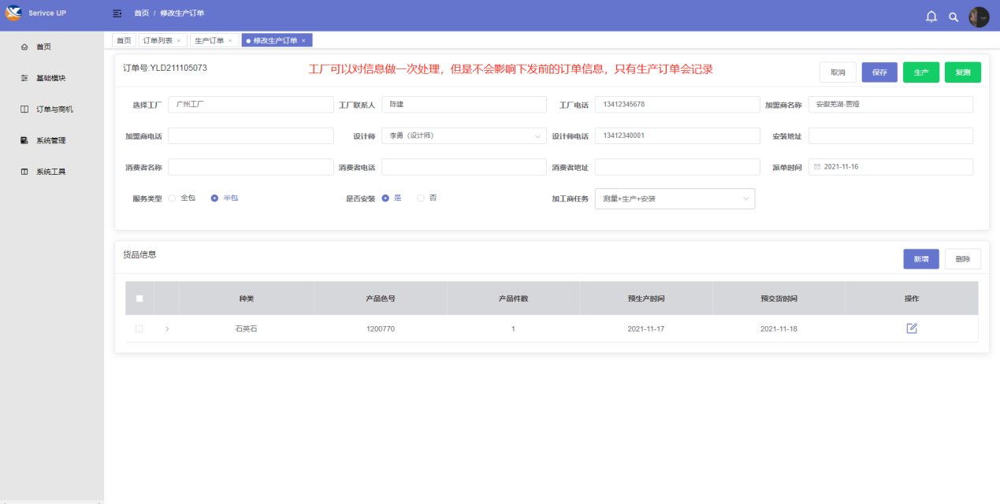 Serivce UP
首页 / 修改生产订单
首页
基础模块
订单与商机
系统管理
系统工具
首页 订单列表 × 生产订单 × 修改生产订单 ×
订单号:YLD211105073
工厂可以对信息做一次处理，但是不会影响下发前的订单信息，只有生产订单会记录
取消 保存 生产 复测
选择工厂 广州工厂 工厂联系人 陈建 工厂电话 13412345678 加盟商名称 安徽芜湖-贾娅
加盟商电话 设计师 李勇（设计师） 设计师电话 13412340001 安装地址
消费者名称 消费者电话 消费者地址 派单时间 2021-11-16
服务类型 全包 半包 是否安装 是 否 加工商任务 测量+生产+安装
货品信息
新增 删除
种类 产品色号 产品件数 预生产时间 预交货时间 操作
石英石 1200770 1 2021-11-17 2021-11-18